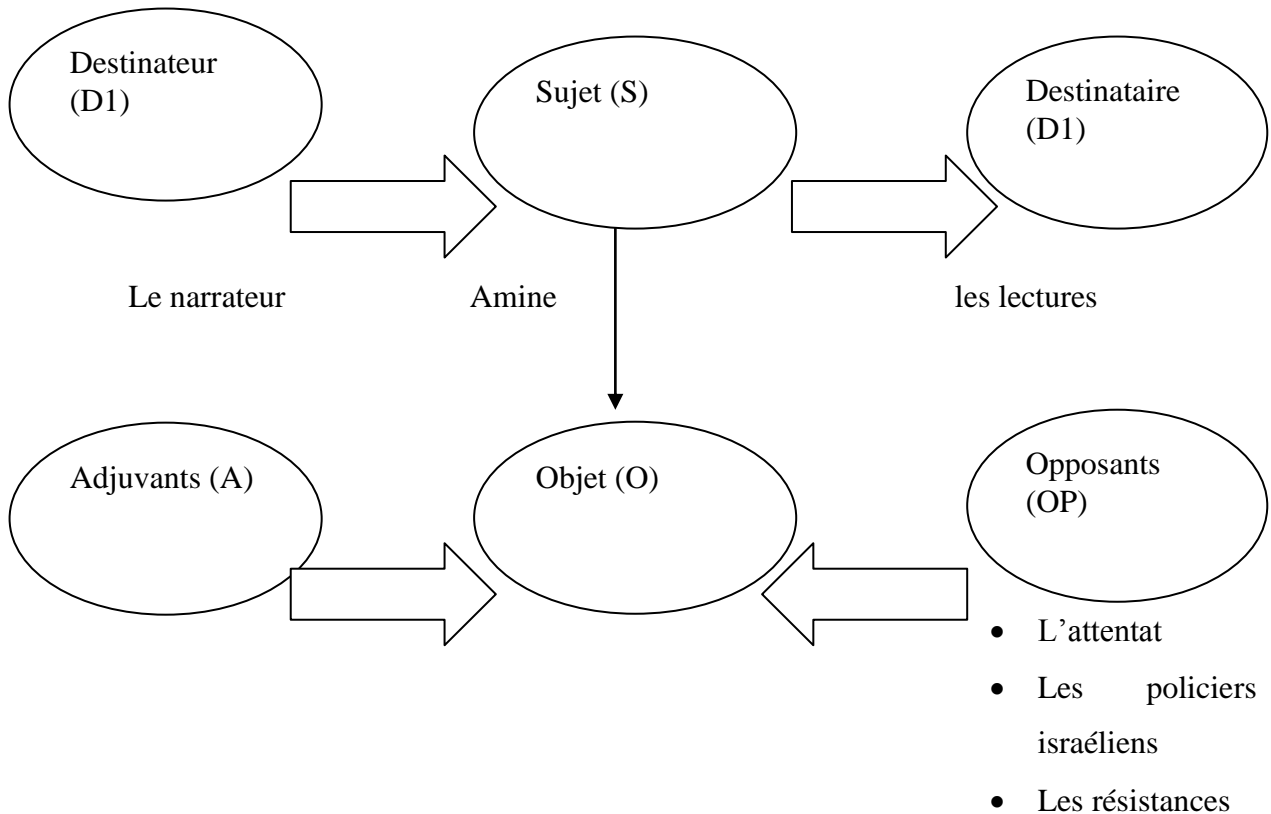 Destinateur
(D1)
Sujet (S)
Destinataire
(D1)
Le narrateur
Amine
les lectures
Adjuvants (A)
Objet (O)
Opposants
(OP)
• L’attentat
• Les policiers
israéliens
• Les résistances